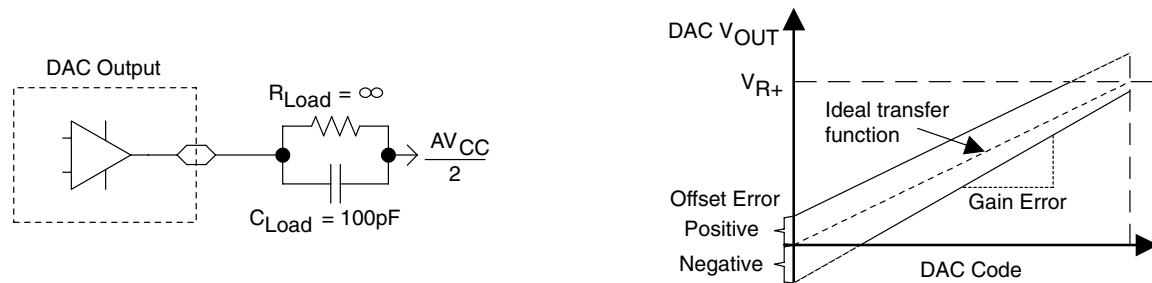 DAC Output
R_Load = ∞
C_Load = 100pF
AV_CC
2
DAC V_OUT
V_R+
Ideal transfer
function
Offset Error
Positive
Negative
Gain Error
DAC Code